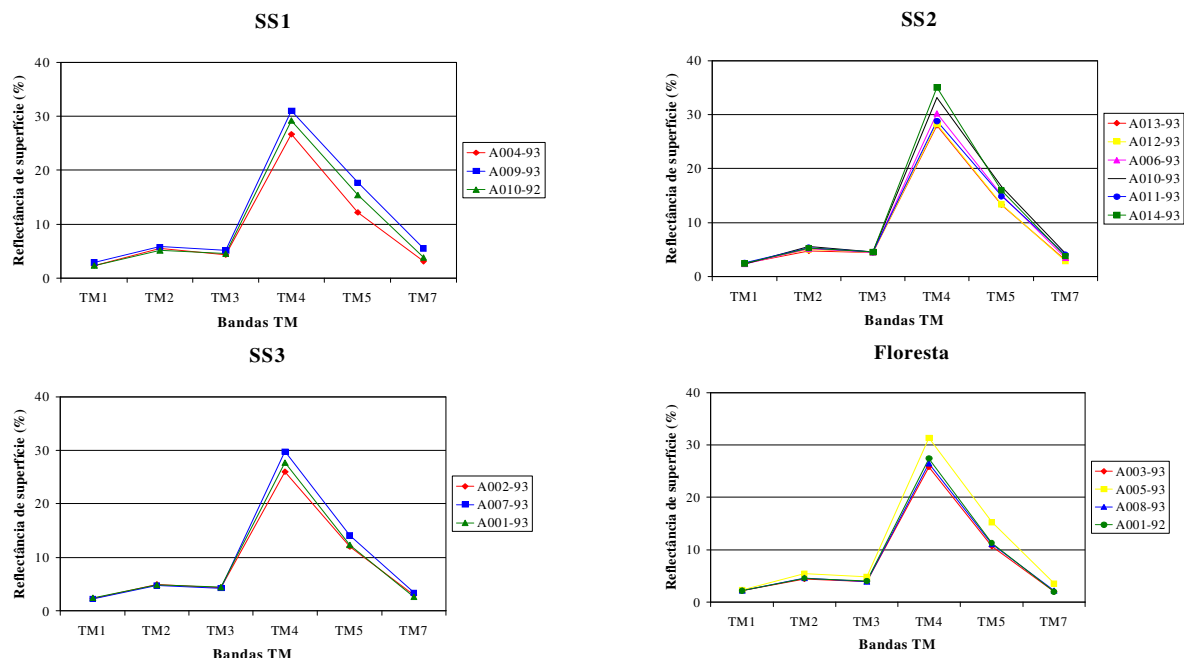 SS1
Reflectância de superfície (%)
40
30
20
10
0
TM1 TM2 TM3 TM4 TM5 TM7
Bandas TM
A004-93
A009-93
A010-92
SS2
Reflectância de superfície (%)
40
30
20
10
0
TM1 TM2 TM3 TM4 TM5 TM7
Bandas TM
A013-93
A012-93
A006-93
A010-93
A011-93
A014-93
SS3
Reflectância de superfície (%)
40
30
20
10
0
TM1 TM2 TM3 TM4 TM5 TM7
Bandas TM
A002-93
A007-93
A001-93
Floresta
Reflectância de superfície (%)
40
30
20
10
0
TM1 TM2 TM3 TM4 TM5 TM7
Bandas TM
A003-93
A005-93
A008-93
A001-92